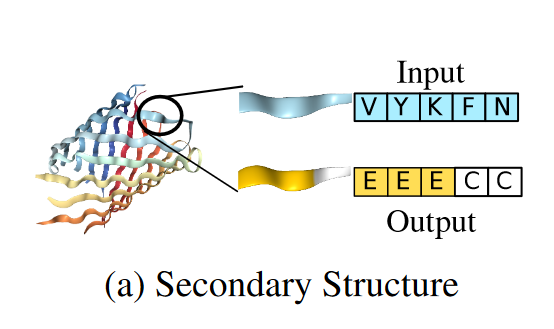 Input
V Y K F N
E E E C C
Output
(a) Secondary Structure